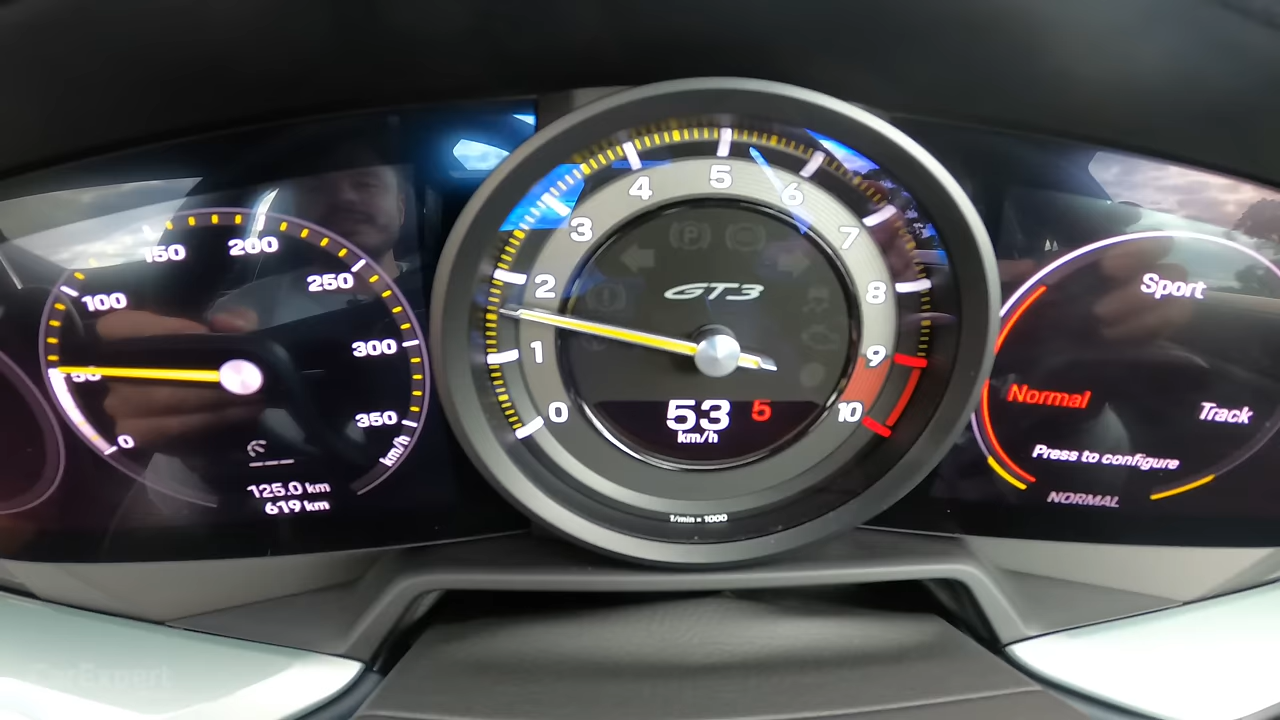 50
100
150
200
250
300
350
0
km/h
125.0 km
619 km
0
1
2
3
4
5
6
7
8
9
10
P
GT3
53 5
km/h
1/min × 1000
Sport
Normal
Track
Press to configure
NORMAL
CarExpert